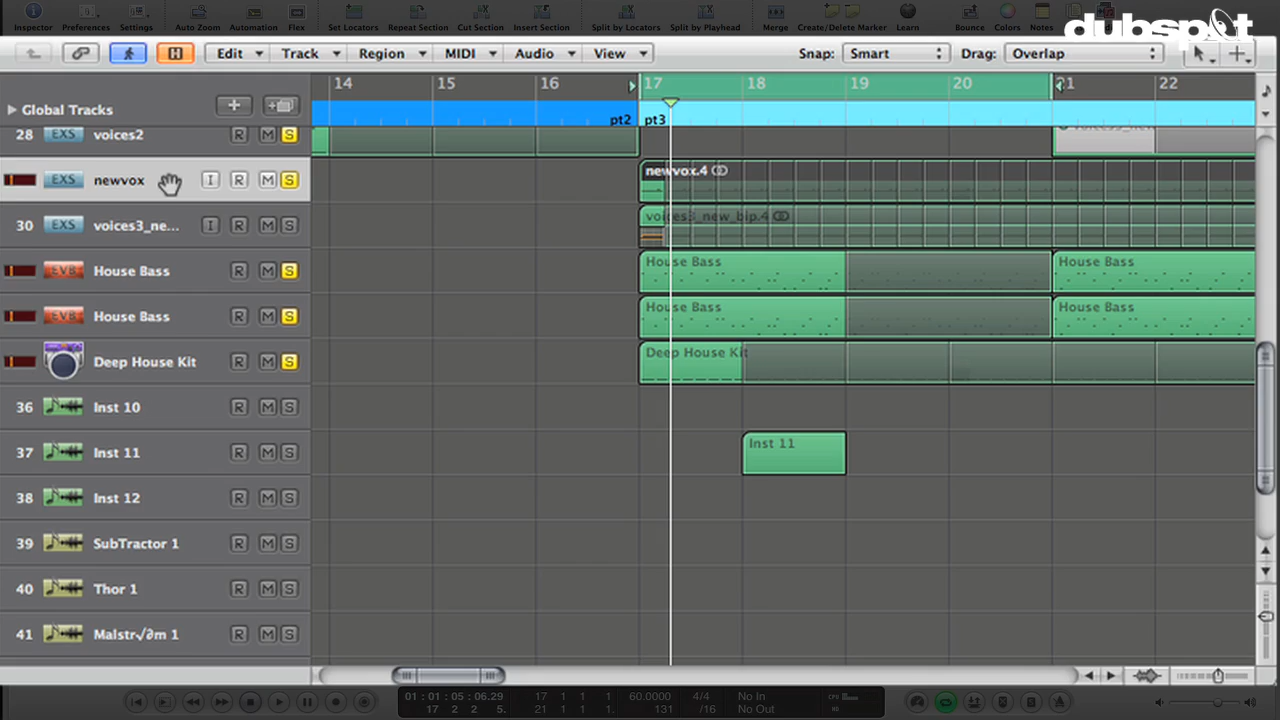 Inspector Preferences Settings Auto Zoom Automation Flex Set Locators Repeat Section Cut Section Insert Section Split by Locators Split by Playhead Merge Create/Delete Marker Learn Bounce Colors Notes
dubspot
Edit Track Region MIDI Audio View Snap: Smart Drag: Overlap
14 15 16 17 18 19 20 21 22
Global Tracks
pt2 pt3
28 EXS voices2 R M S
EXS newvox I R M S newvox.4
30 EXS voices3_ne... I R M S voices3_new_bip.4
EVB House Bass R M S House Bass House Bass
EVB House Bass R M S House Bass House Bass
Deep House Kit R M S Deep House Kit
36 Inst 10 R M S
37 Inst 11 R M S Inst 11
38 Inst 12 R M S
39 SubTractor 1 R M S
40 Thor 1 R M S
41 Malstr√∂m 1 R M S
01 : 01 : 05 : 06.29 17 1 1 1 60.0000 4/4 No In CPU
17 2 2 5. 21 1 1 1. 131 /16 No Out